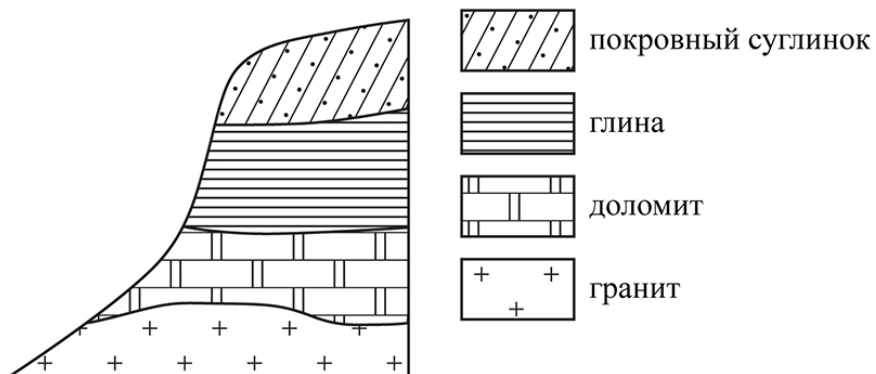 покровный суглинок
глина
доломит
гранит